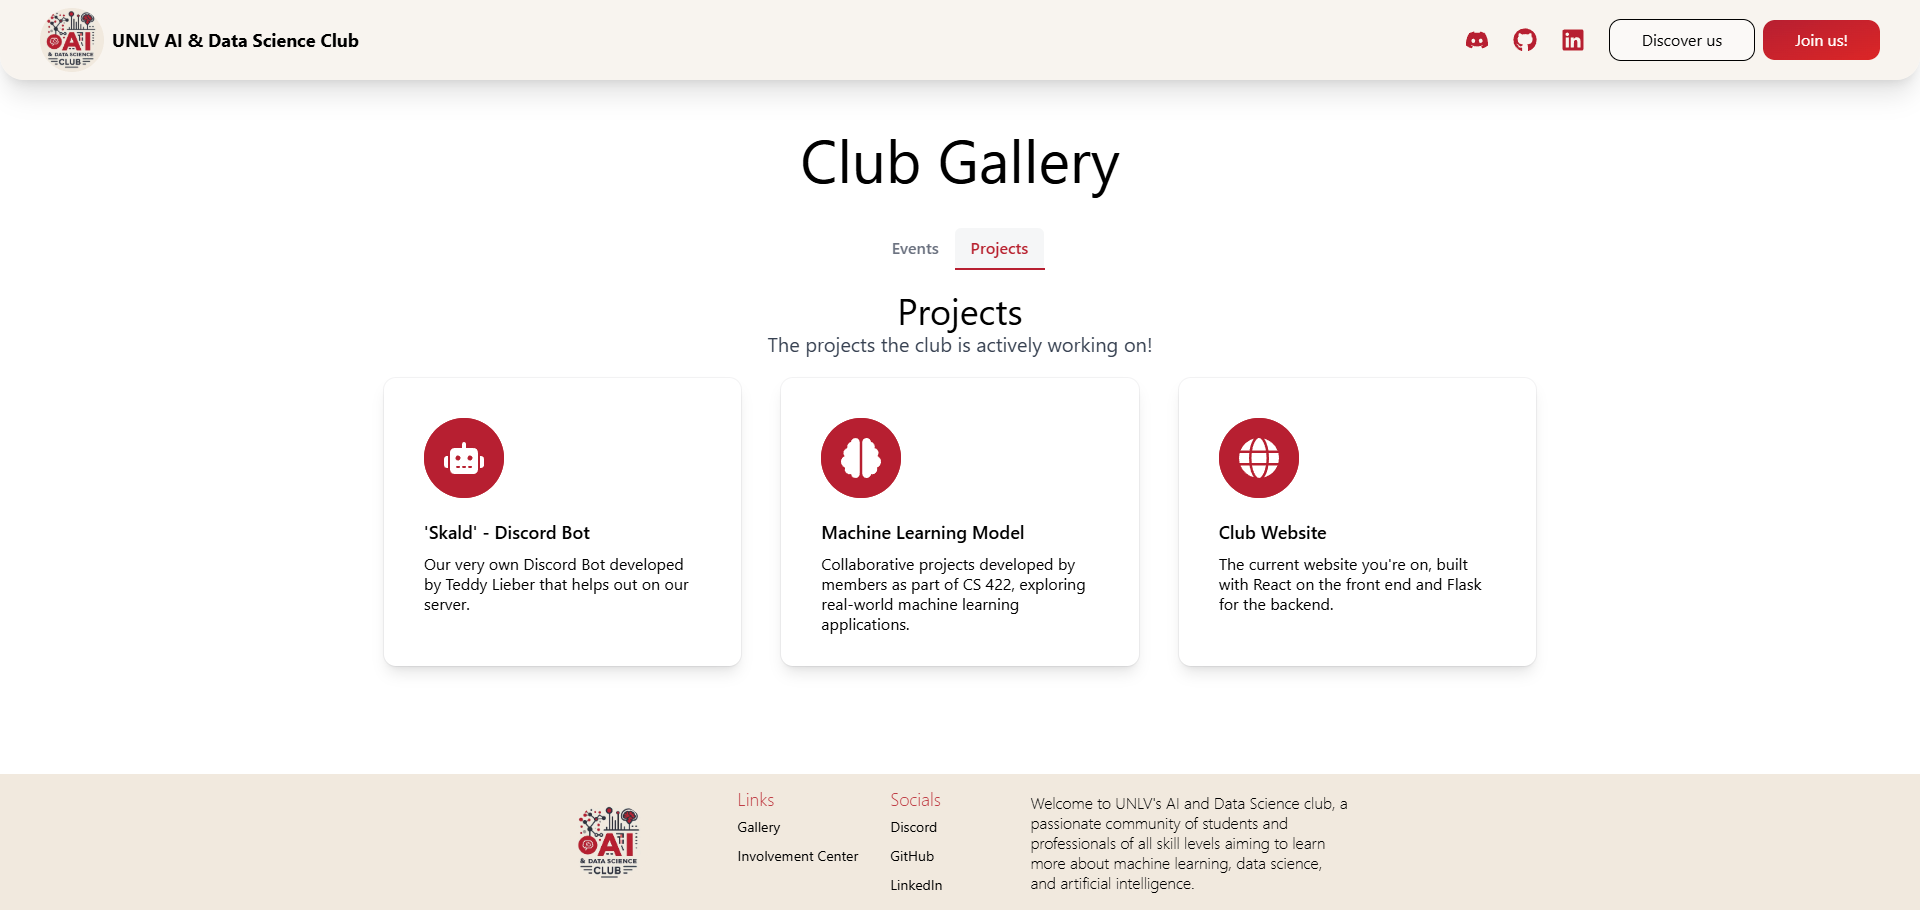 AI
& DATA SCIENCE
CLUB
UNLV AI & Data Science Club
Discover us
Join us!
Club Gallery
Events
Projects
Projects
The projects the club is actively working on!
'Skald' - Discord Bot
Our very own Discord Bot developed
by Teddy Lieber that helps out on our
server.
Machine Learning Model
Collaborative projects developed by
members as part of CS 422, exploring
real-world machine learning
applications.
Club Website
The current website you're on, built
with React on the front end and Flask
for the backend.
AI
& DATA SCIENCE
CLUB
Links
Gallery
Involvement Center
Socials
Discord
GitHub
LinkedIn
Welcome to UNLV's AI and Data Science club, a
passionate community of students and
professionals of all skill levels aiming to learn
more about machine learning, data science,
and artificial intelligence.